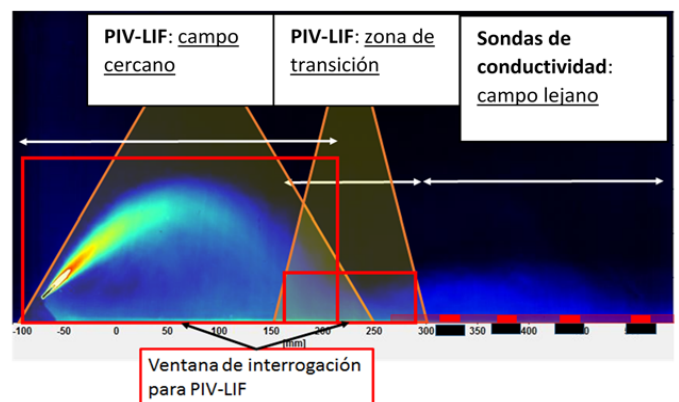 PIV-LIF: campo
cercano
PIV-LIF: zona de
transición
Sondas de
conductividad:
campo lejano
-100 -50 0 50 100 150 200 250 300 350 400 450
[mm]
Ventana de interrogación
para PIV-LIF